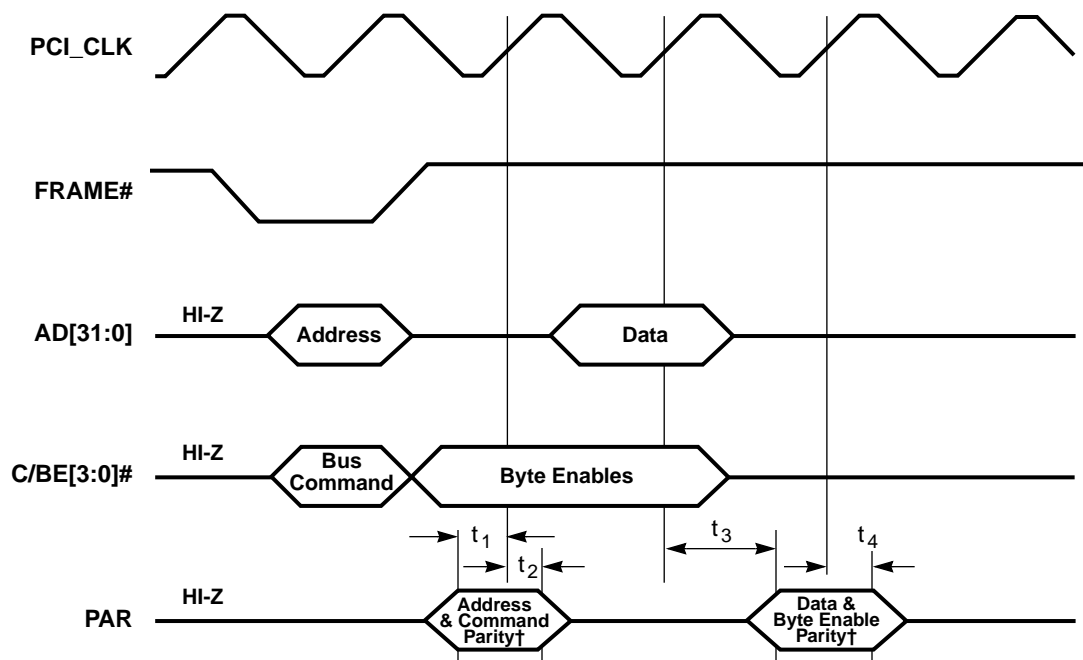 PCI_CLK
FRAME#
HI-Z
AD[31:0]
Address
Data
HI-Z
C/BE[3:0]#
Bus
Command
Byte Enables
t1
t2
t3
t4
HI-Z
PAR
Address
& Command
Parity†
Data &
Byte Enable
Parity†